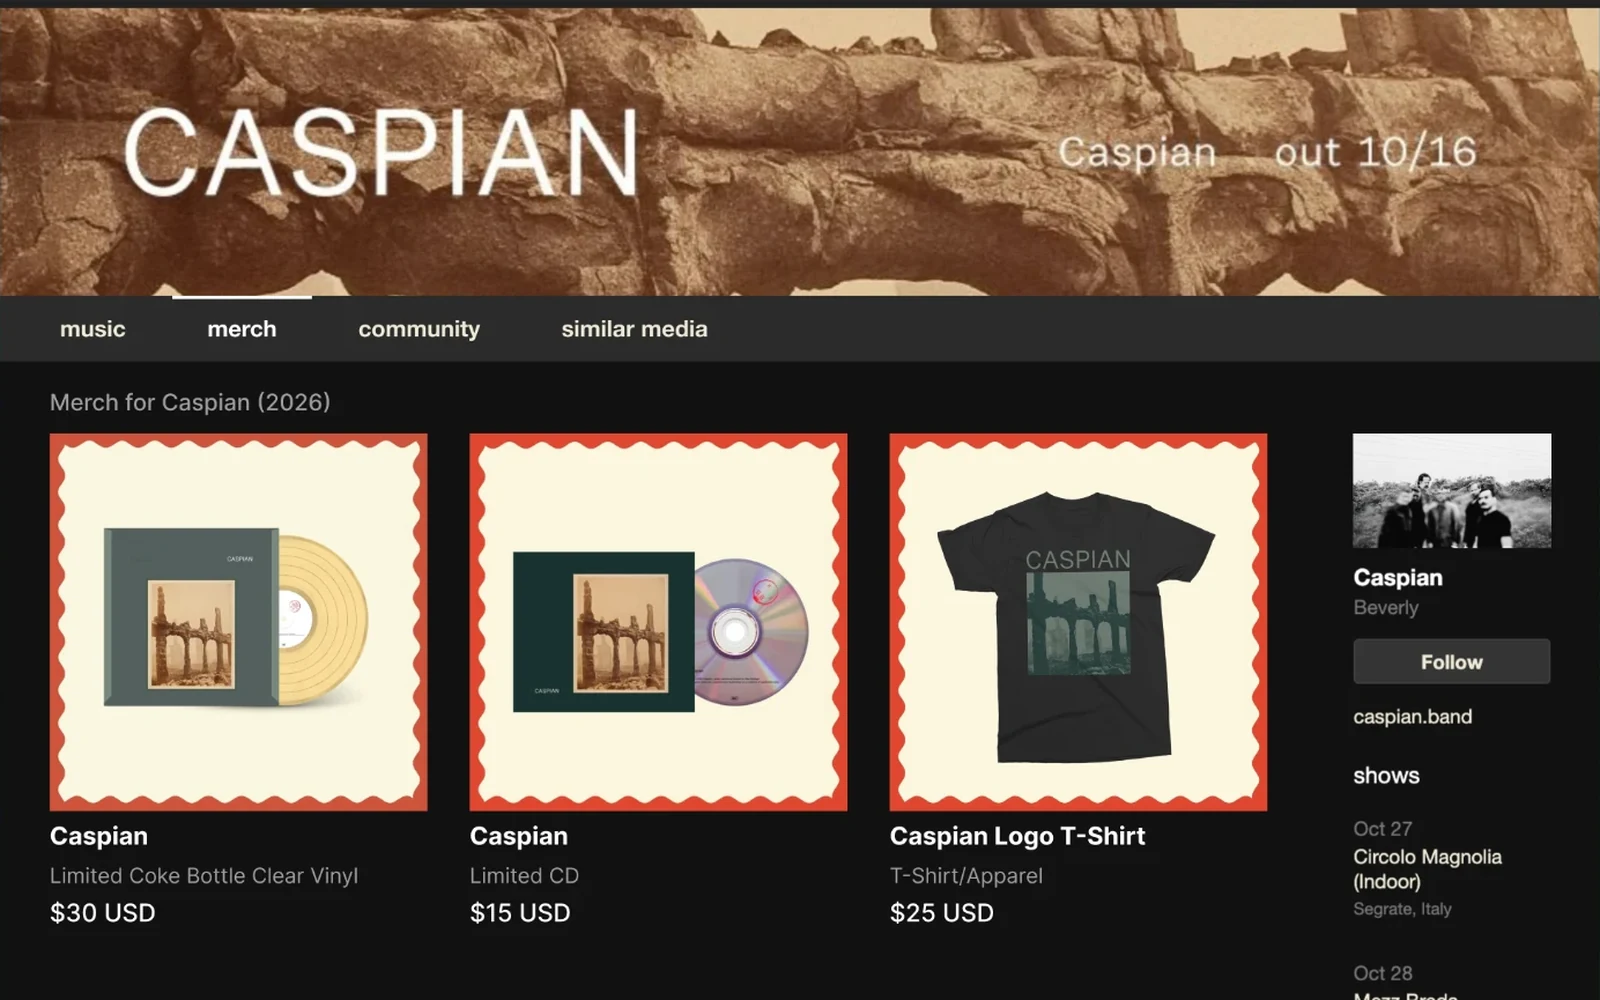 CASPIAN
Caspian out 10/16
music merch community similar media
Merch for Caspian (2026)
CASPIAN
Caspian
Limited Coke Bottle Clear Vinyl
$30 USD
CASPIAN
Caspian
Limited CD
$15 USD
CASPIAN
Caspian Logo T-Shirt
T-Shirt/Apparel
$25 USD
Caspian
Beverly
Follow
caspian.band
shows
Oct 27
Circolo Magnolia
(Indoor)
Segrate, Italy
Oct 28